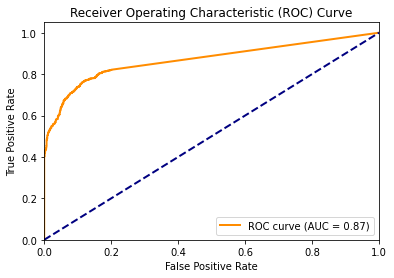 Receiver Operating Characteristic (ROC) Curve
1.0
0.8
0.6
0.4
0.2
0.0
True Positive Rate
ROC curve (AUC = 0.87)
0.0 0.2 0.4 0.6 0.8 1.0
False Positive Rate